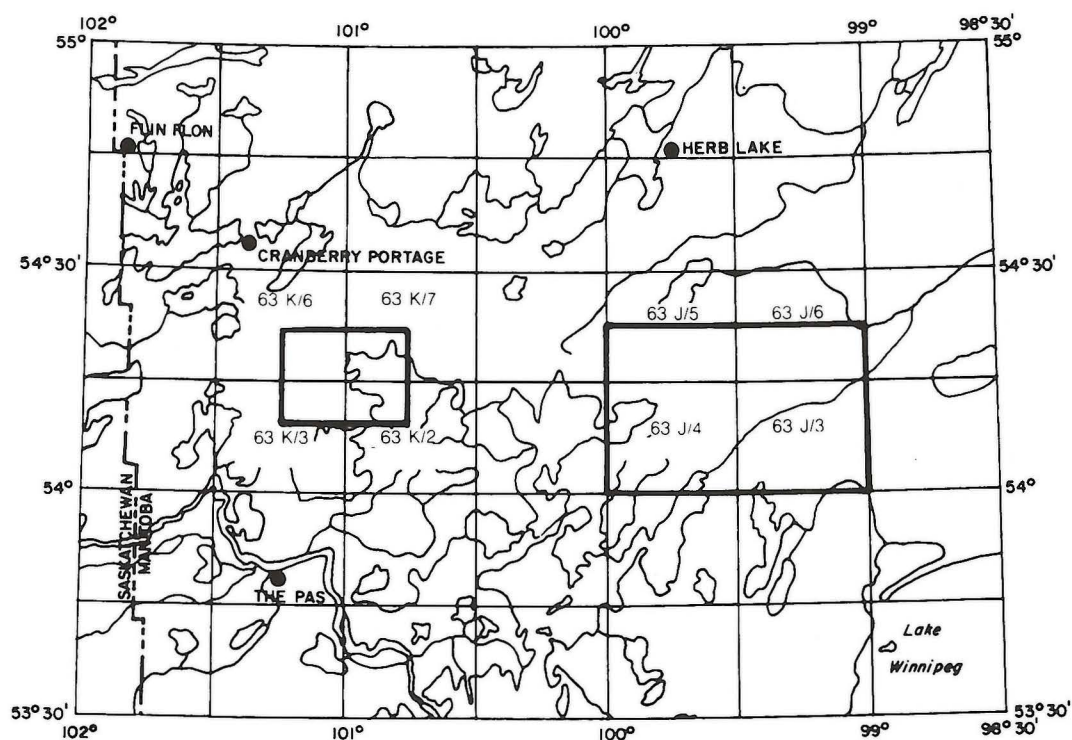 102° 101° 100° 99° 98° 30'
55° 55°
FLIN FLON
HERB LAKE
CRANBERRY PORTAGE
54° 30' 54° 30'
63 K/6 63 K/7 63 J/5 63 J/6
63 K/3 63 K/2 63 J/4 63 J/3
54° 54°
SASKATCHEWAN
MANITOBA
THE PAS
Lake
Winnipeg
53° 30' 53° 30'
102° 101° 100° 99° 98° 30'